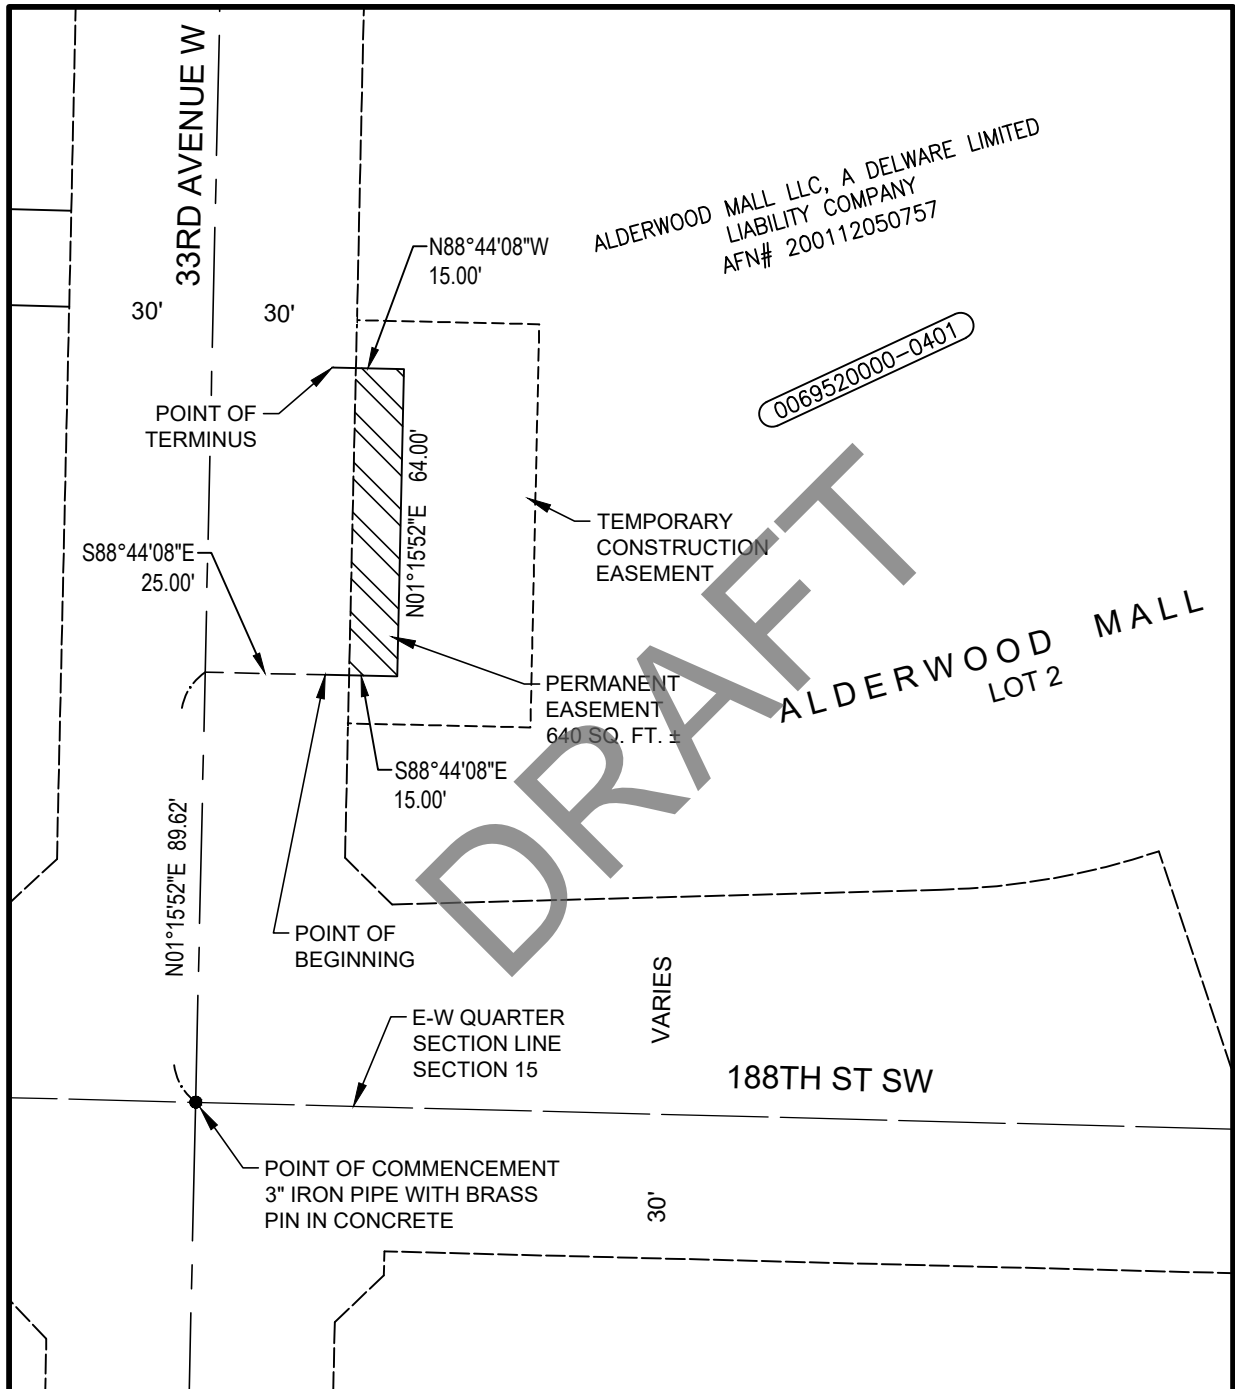 33RD AVENUE W
ALDERWOOD MALL LLC, A DELWARE LIMITED
LIABILITY COMPANY
AFN# 200112050757
N88°44'08"W
15.00'
30'
30'
0069520000-0401
POINT OF
TERMINUS
N01°15'52"E 64.00'
TEMPORARY
CONSTRUCTION
EASEMENT
S88°44'08"E
25.00'
ALDERWOOD MALL
LOT 2
PERMANENT
EASEMENT
640 SQ. FT. ±
S88°44'08"E
15.00'
DRAFT
N01°15'52"E 89.62'
POINT OF
BEGINNING
VARIES
E-W QUARTER
SECTION LINE
SECTION 15
188TH ST SW
POINT OF COMMENCEMENT
3" IRON PIPE WITH BRASS
PIN IN CONCRETE
30'